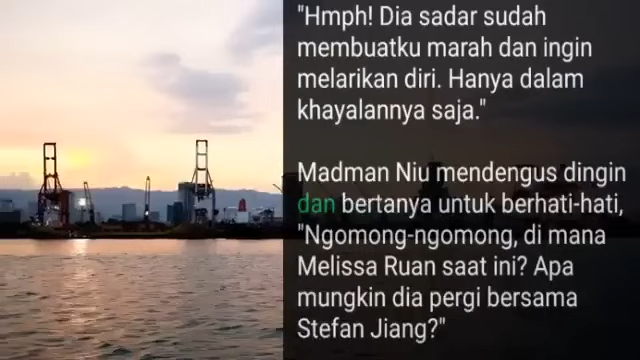 "Hmph! Dia sadar sudah
membuatku marah dan ingin
melarikan diri. Hanya dalam
khayalannya saja."
Madman Niu mendengus dingin
dan bertanya untuk berhati-hati,
"Ngomong-ngomong, di mana
Melissa Ruan saat ini? Apa
mungkin dia pergi bersama
Stefan Jiang?"